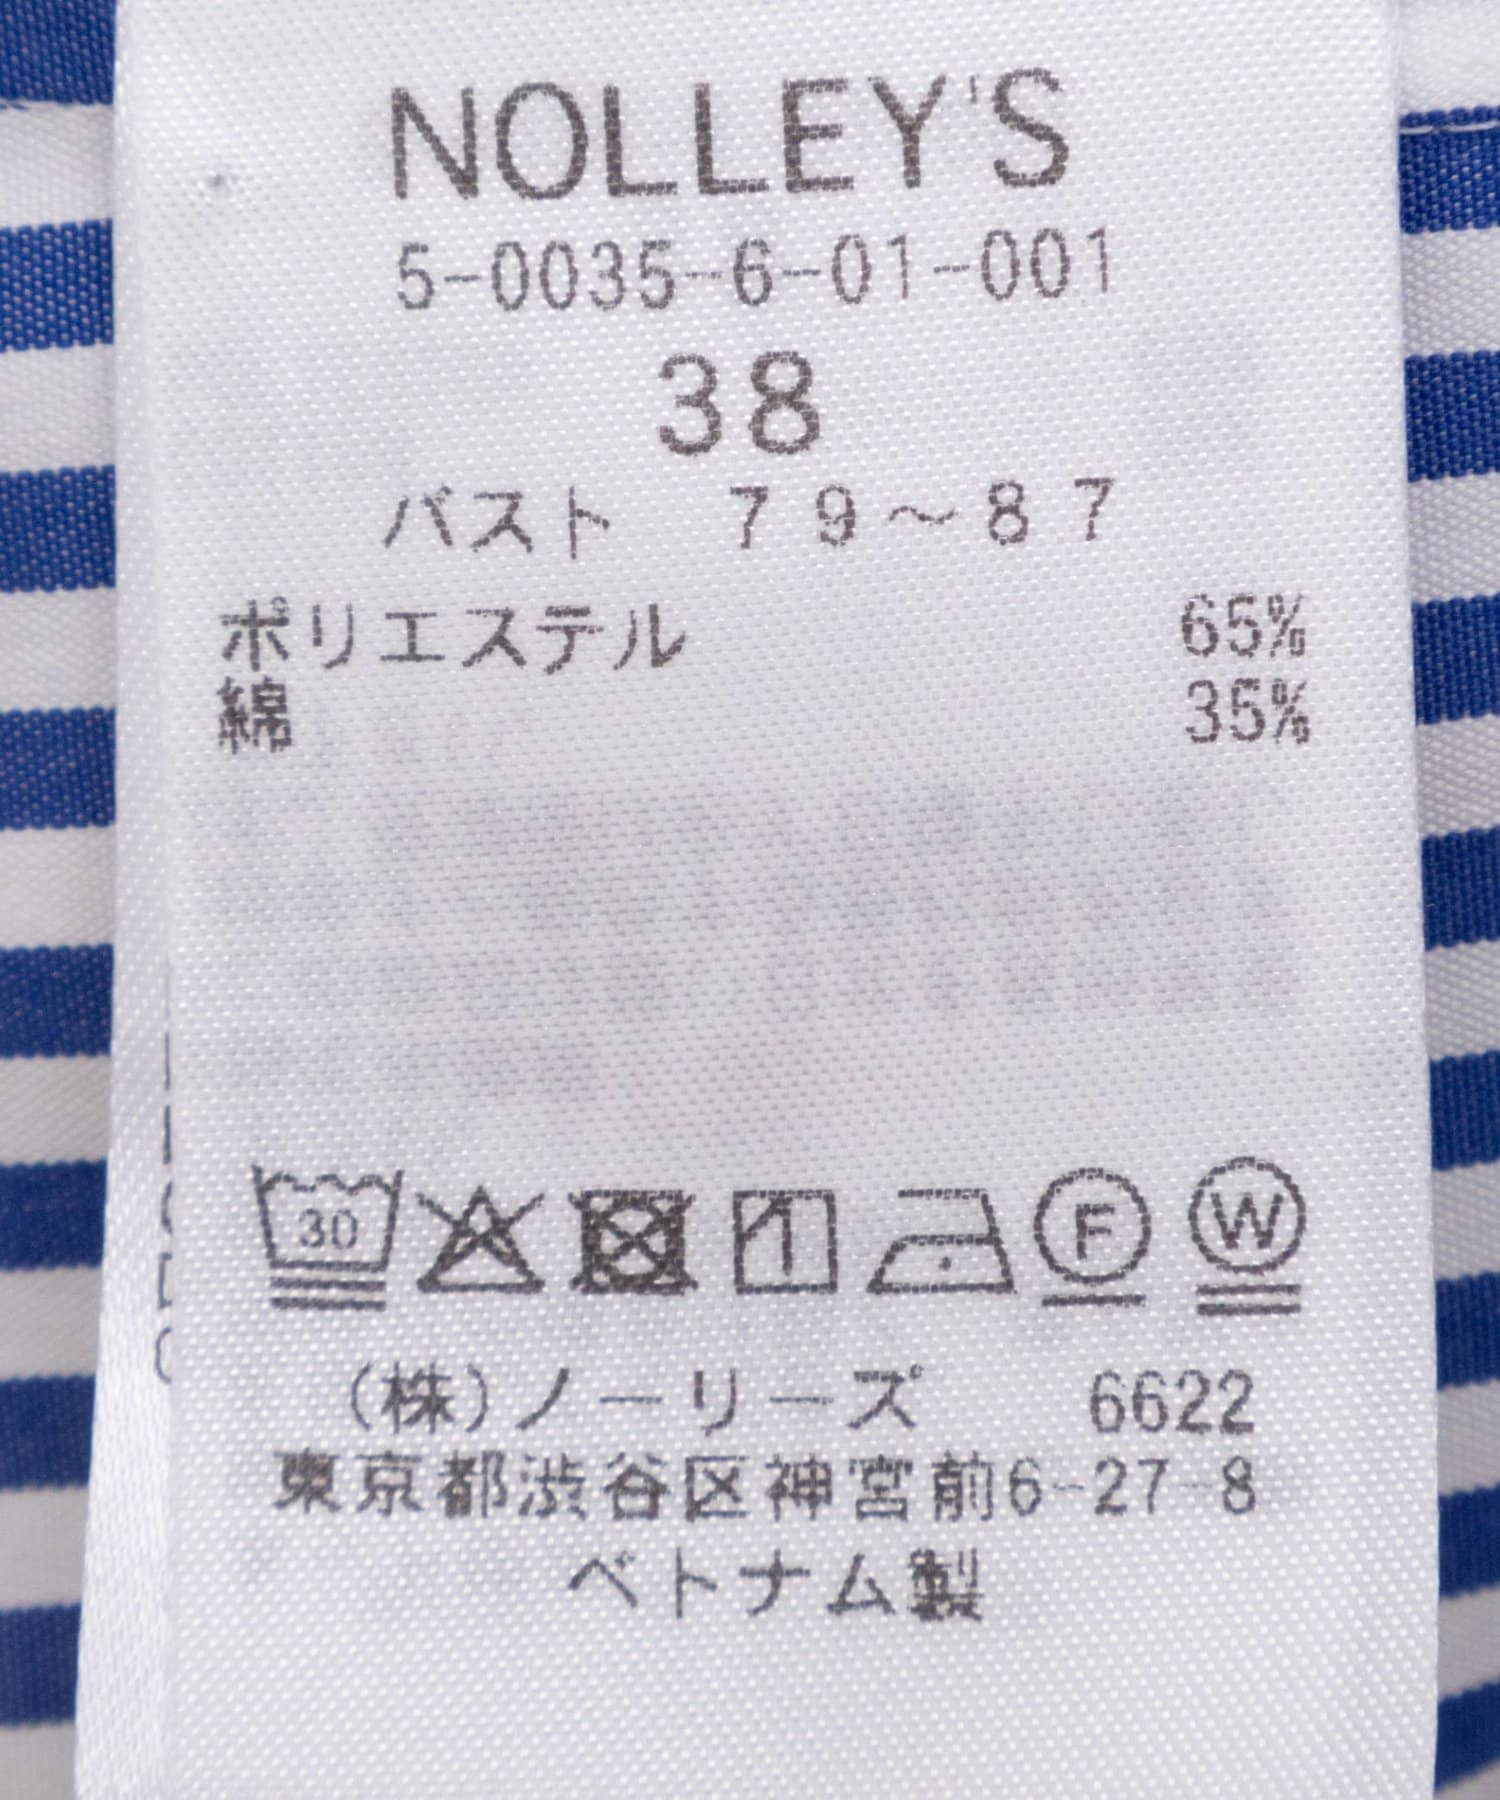 NOLLEY'S
5-0035-6-01-001
38
バスト 79～87
ポリエステル 65%
綿 35%
30 F W
(株)ノーリーズ 6622
東京都渋谷区神宮前6-27-8
ベトナム製